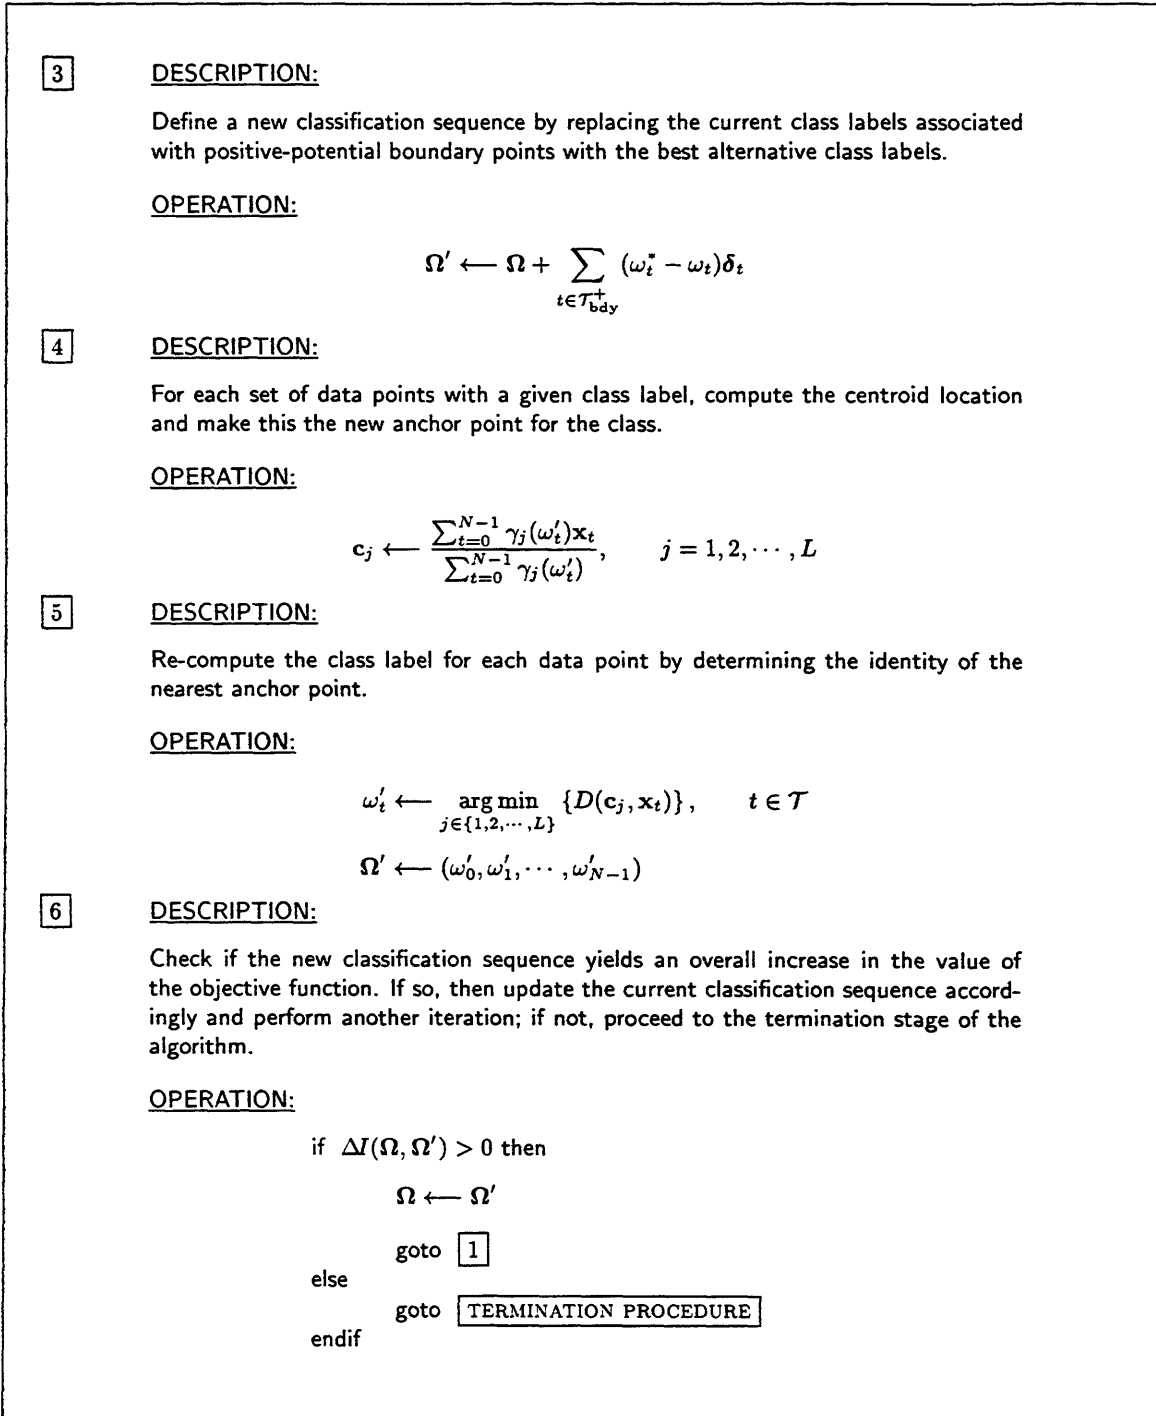 3 DESCRIPTION:
Define a new classification sequence by replacing the current class labels associated
with positive-potential boundary points with the best alternative class labels.
OPERATION:
Ω′ ⟵ Ω + ∑_{t∈𝒯⁺_bdy} (ω*_t − ω_t)δ_t
4 DESCRIPTION:
For each set of data points with a given class label, compute the centroid location
and make this the new anchor point for the class.
OPERATION:
c_j ⟵ \frac{∑_{t=0}^{N−1} γ_j(ω′_t)x_t}{∑_{t=0}^{N−1} γ_j(ω′_t)}, j = 1, 2, ⋯ , L
5 DESCRIPTION:
Re-compute the class label for each data point by determining the identity of the
nearest anchor point.
OPERATION:
ω′_t ⟵ arg min_{j∈{1,2,⋯,L}} {D(c_j, x_t)}, t ∈ 𝒯
Ω′ ⟵ (ω′_0, ω′_1, ⋯ , ω′_{N−1})
6 DESCRIPTION:
Check if the new classification sequence yields an overall increase in the value of
the objective function. If so, then update the current classification sequence accord-
ingly and perform another iteration; if not, proceed to the termination stage of the
algorithm.
OPERATION:
if ΔI(Ω, Ω′) > 0 then
Ω ⟵ Ω′
goto 1
else
goto TERMINATION PROCEDURE
endif